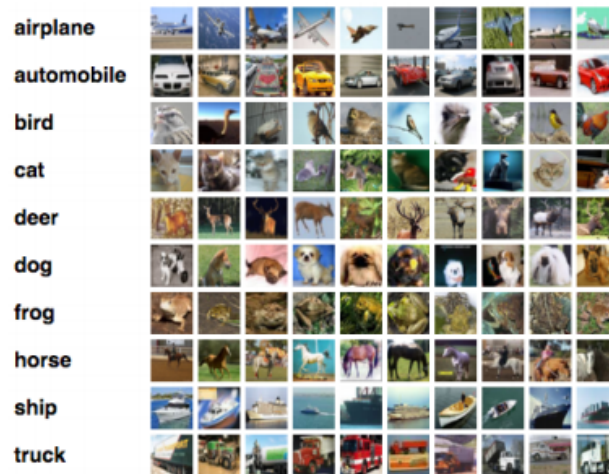 airplane
automobile
bird
cat
deer
dog
frog
horse
ship
truck